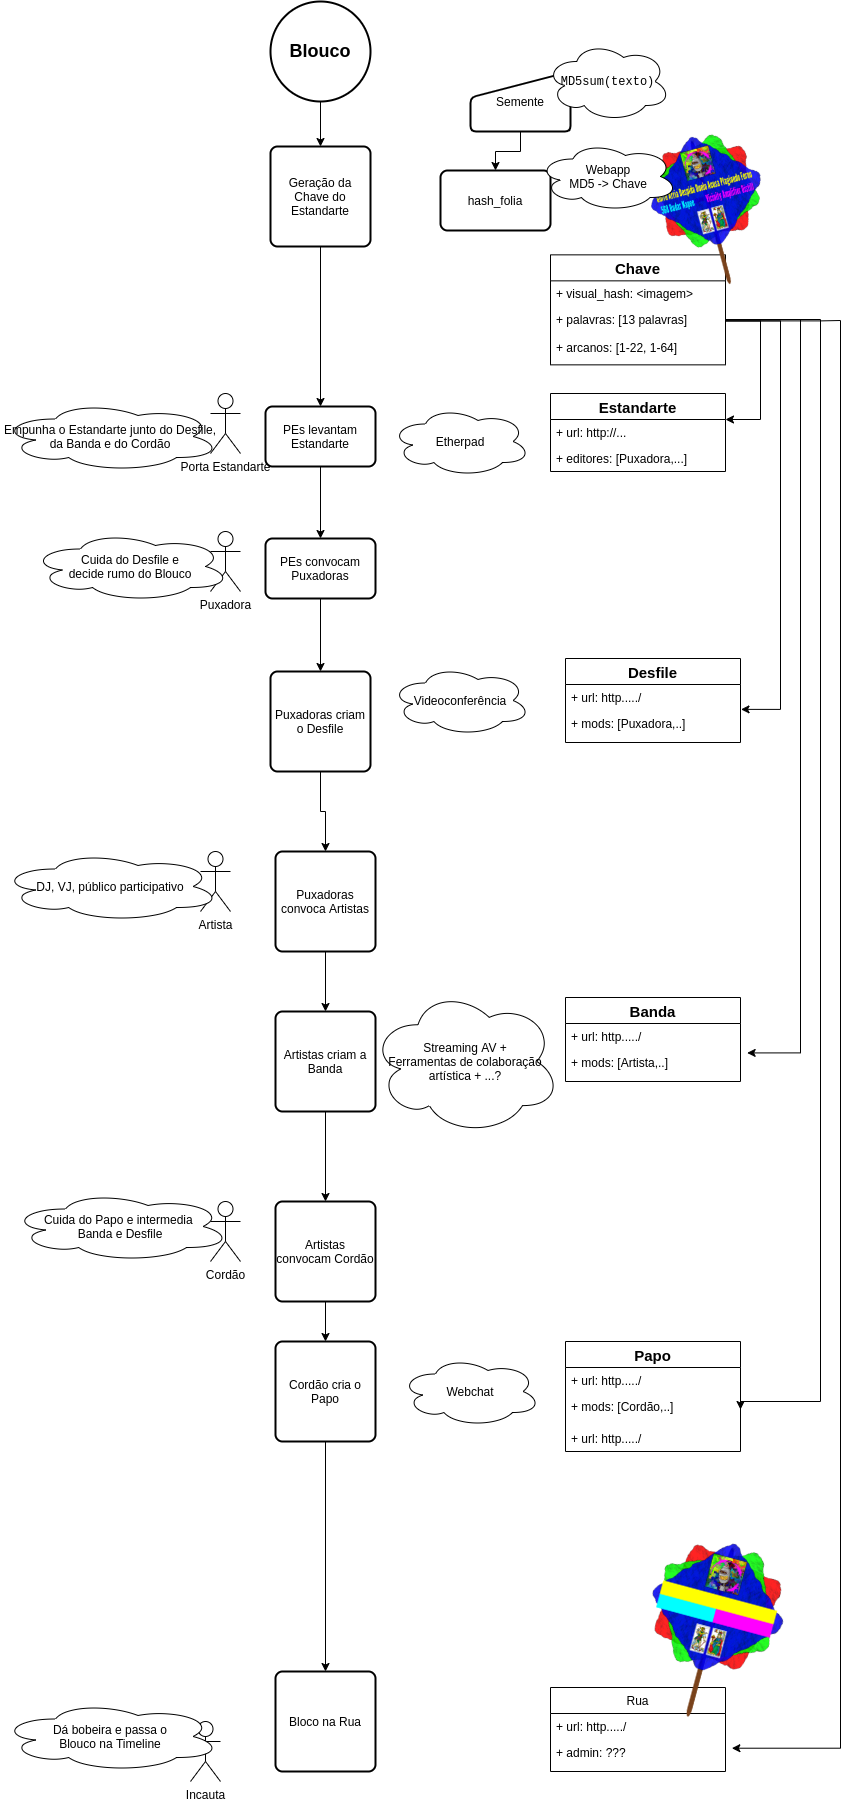 Blouco
MD5sum(texto)
Semente
Webapp
MD5 -> Chave
hash_folia
Geração da
Chave do
Estandarte
Chave
+ visual_hash: <imagem>
+ palavras: [13 palavras]
+ arcanos: [1-22, 1-64]
Empunha o Estandarte junto do Desfile,
da Banda e do Cordão
Porta Estandarte
PEs levantam
Estandarte
Etherpad
Estandarte
+ url: http://...
+ editores: [Puxadora,...]
Cuida do Desfile e
decide rumo do Blouco
Puxadora
PEs convocam
Puxadoras
Puxadoras criam
o Desfile
Videoconferência
Desfile
+ url: http...../
+ mods: [Puxadora,..]
DJ, VJ, público participativo
Artista
Puxadoras
convoca Artistas
Artistas criam a
Banda
Streaming AV +
Ferramentas de colaboração
artística + ...?
Banda
+ url: http...../
+ mods: [Artista,..]
Cuida do Papo e intermedia
Banda e Desfile
Cordão
Artistas
convocam Cordão
Cordão cria o
Papo
Webchat
Papo
+ url: http...../
+ mods: [Cordão,..]
+ url: http...../
Dá bobeira e passa o
Blouco na Timeline
Incauta
Bloco na Rua
Rua
+ url: http...../
+ admin: ???